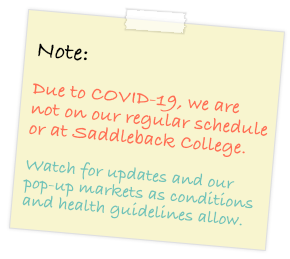 Note:
Due to COVID-19, we are
not on our regular schedule
or at Saddleback College.
Watch for updates and our
pop-up markets as conditions
and health guidelines allow.